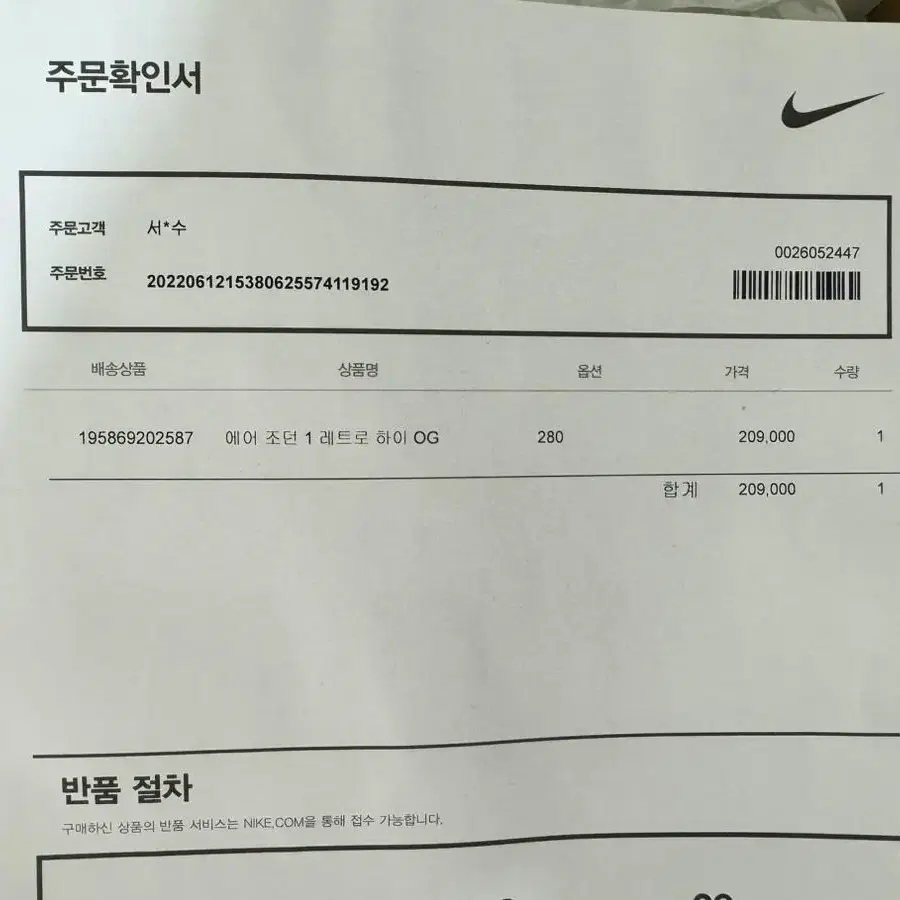 주문확인서
주문고객 서*수
주문번호 20220612153806255741​19192
0026052447
배송상품 상품명 옵션 가격 수량
195869202587 에어 조던 1 레트로 하이 OG 280 209,000 1
합계 209,000 1
반품 절차
구매하신 상품의 반품 서비스는 NIKE.COM을 통해 접수 가능합니다.